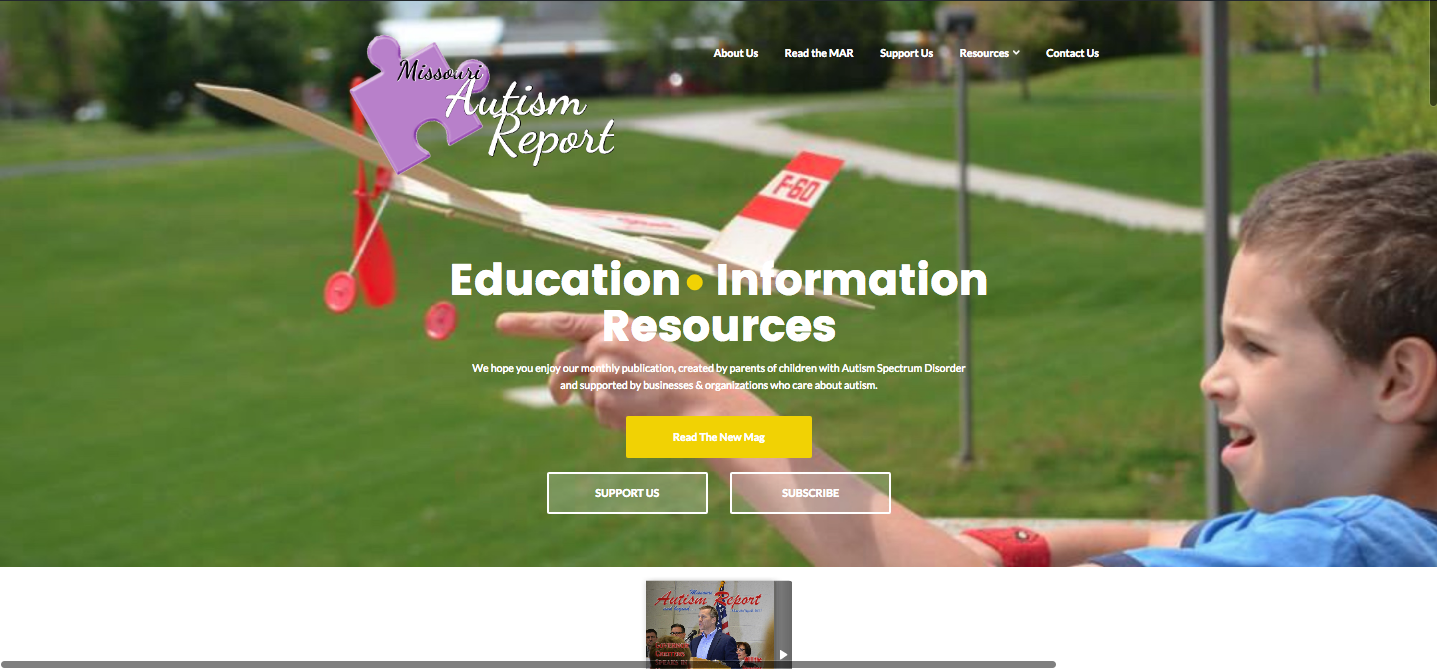 Missouri
Autism
Report
About Us
Read the MAR
Support Us
Resources
Contact Us
F-60
Education • Information
Resources
We hope you enjoy our monthly publication, created by parents of children with Autism Spectrum Disorder
and supported by businesses & organizations who care about autism.
Read The New Mag
SUPPORT US
SUBSCRIBE
Missouri
Autism Report